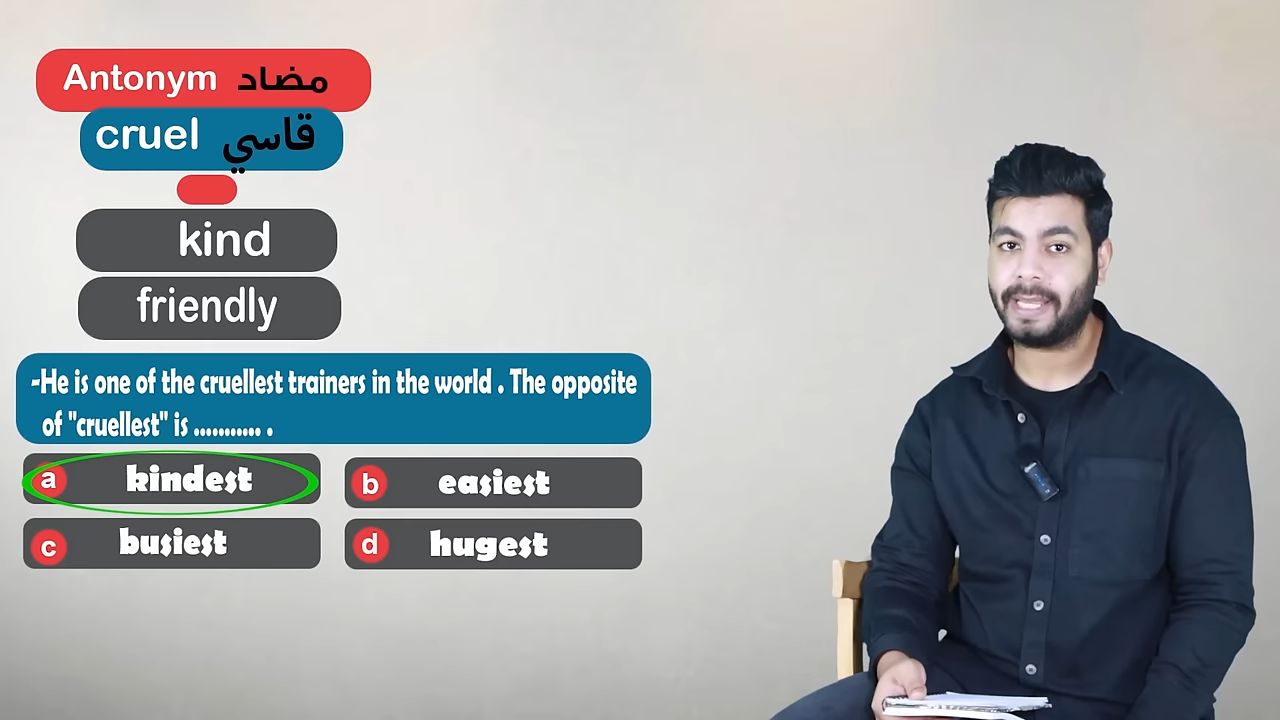 Antonym مضاد
cruel قاسي
kind
friendly
-He is one of the cruellest trainers in the world . The opposite
of "cruellest" is ........... .
a kindest
b easiest
c busiest
d hugest